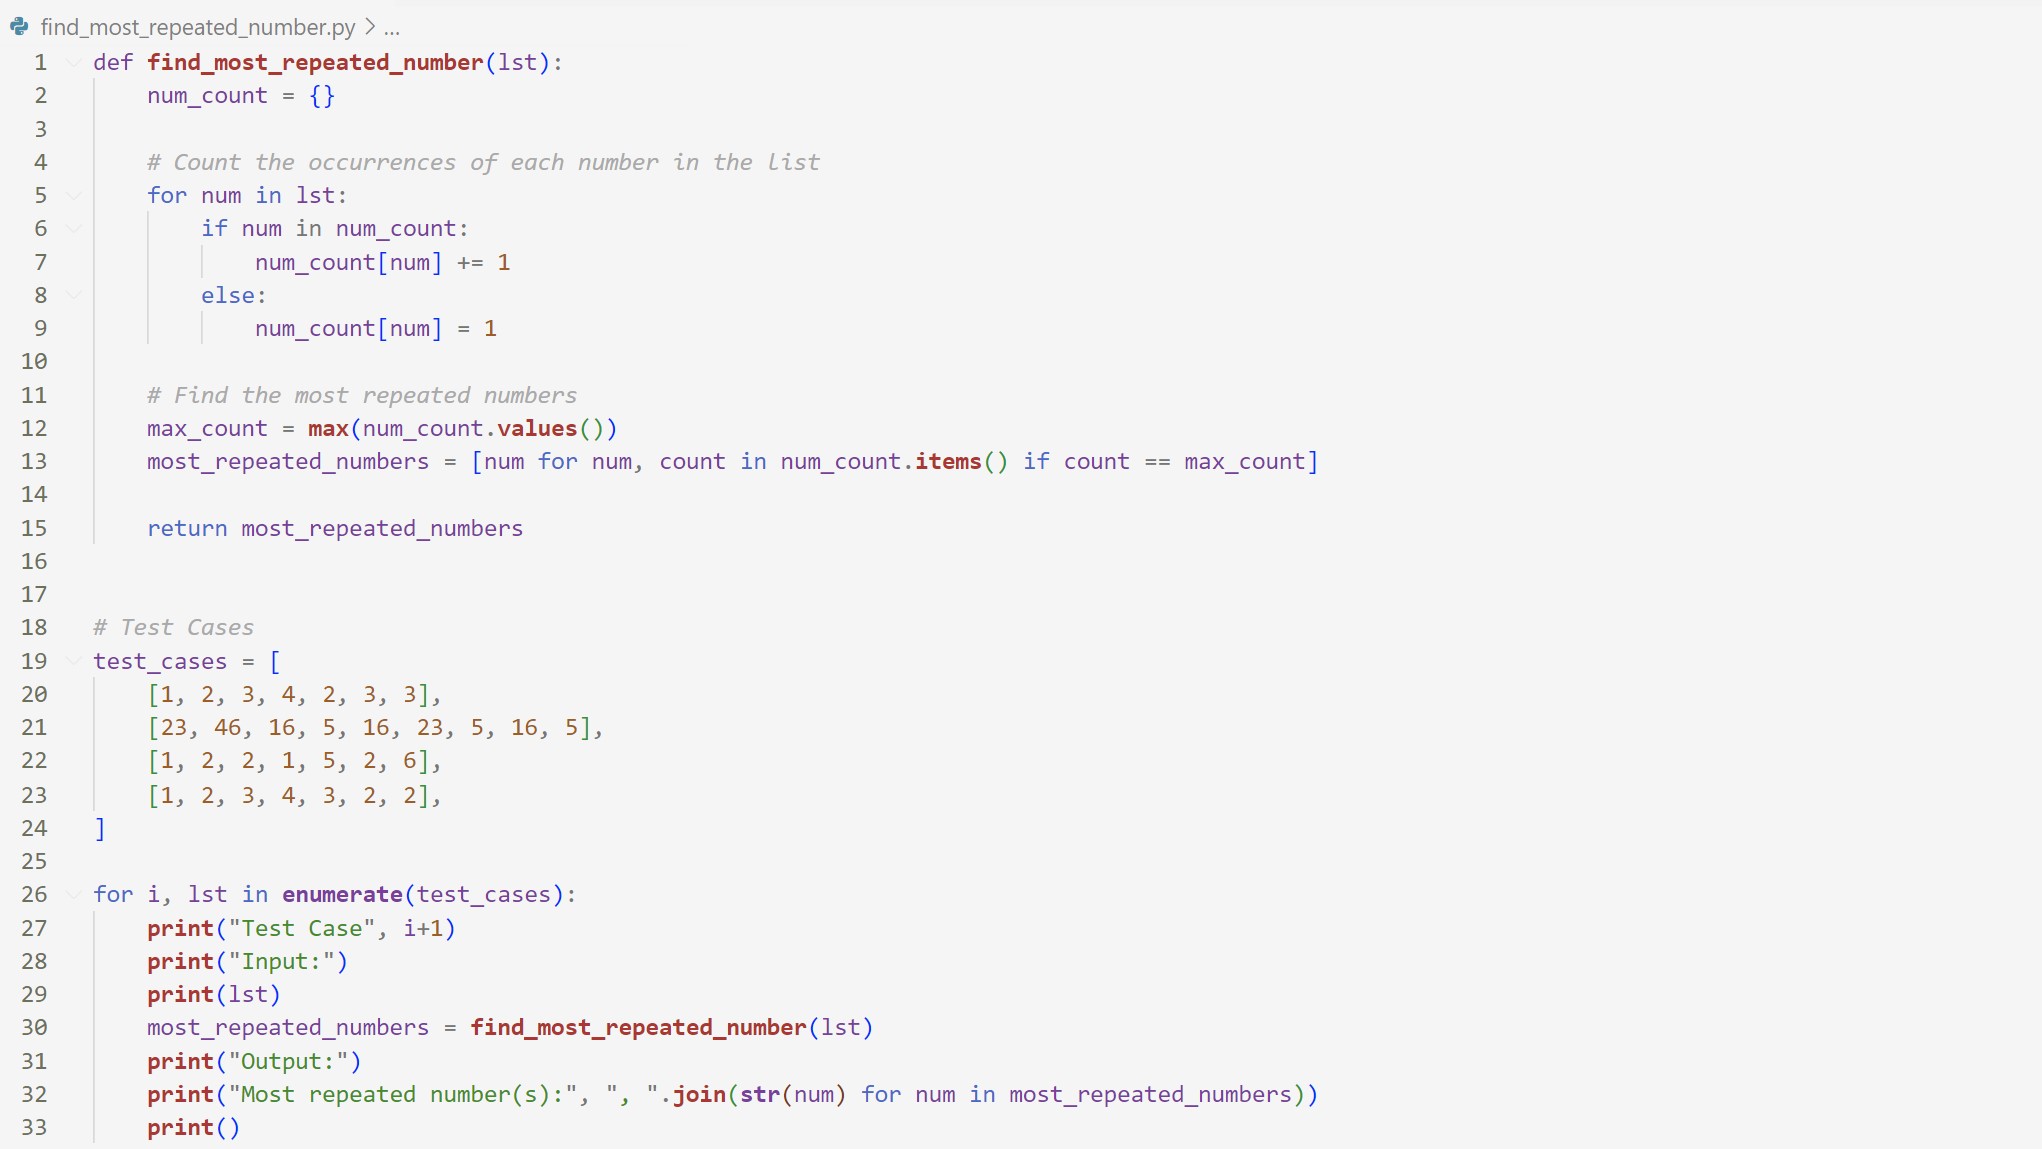 find_most_repeated_number.py > ...
1 def find_most_repeated_number(lst):
2     num_count = {}
3
4     # Count the occurrences of each number in the list
5     for num in lst:
6         if num in num_count:
7             num_count[num] += 1
8         else:
9             num_count[num] = 1
10
11     # Find the most repeated numbers
12     max_count = max(num_count.values())
13     most_repeated_numbers = [num for num, count in num_count.items() if count == max_count]
14
15     return most_repeated_numbers
16
17
18 # Test Cases
19 test_cases = [
20     [1, 2, 3, 4, 2, 3, 3],
21     [23, 46, 16, 5, 16, 23, 5, 16, 5],
22     [1, 2, 2, 1, 5, 2, 6],
23     [1, 2, 3, 4, 3, 2, 2],
24 ]
25
26 for i, lst in enumerate(test_cases):
27     print("Test Case", i+1)
28     print("Input:")
29     print(lst)
30     most_repeated_numbers = find_most_repeated_number(lst)
31     print("Output:")
32     print("Most repeated number(s):", ", ".join(str(num) for num in most_repeated_numbers))
33     print()